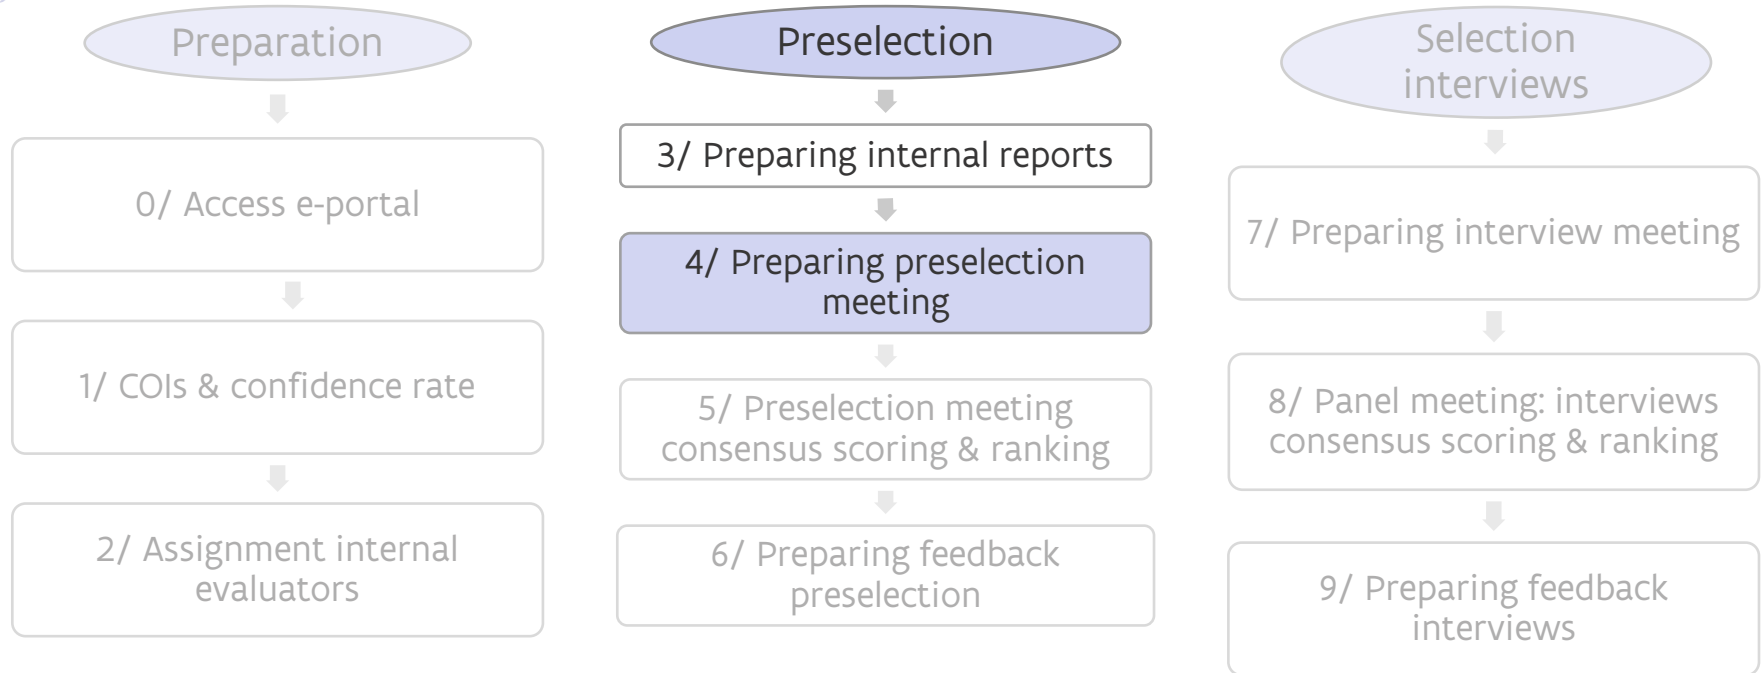 Preparation
0/ Access e-portal
1/ COIs & confidence rate
2/ Assignment internal
evaluators
Preselection
3/ Preparing internal reports
4/ Preparing preselection
meeting
5/ Preselection meeting
consensus scoring & ranking
6/ Preparing feedback
preselection
Selection
interviews
7/ Preparing interview meeting
8/ Panel meeting: interviews
consensus scoring & ranking
9/ Preparing feedback
interviews